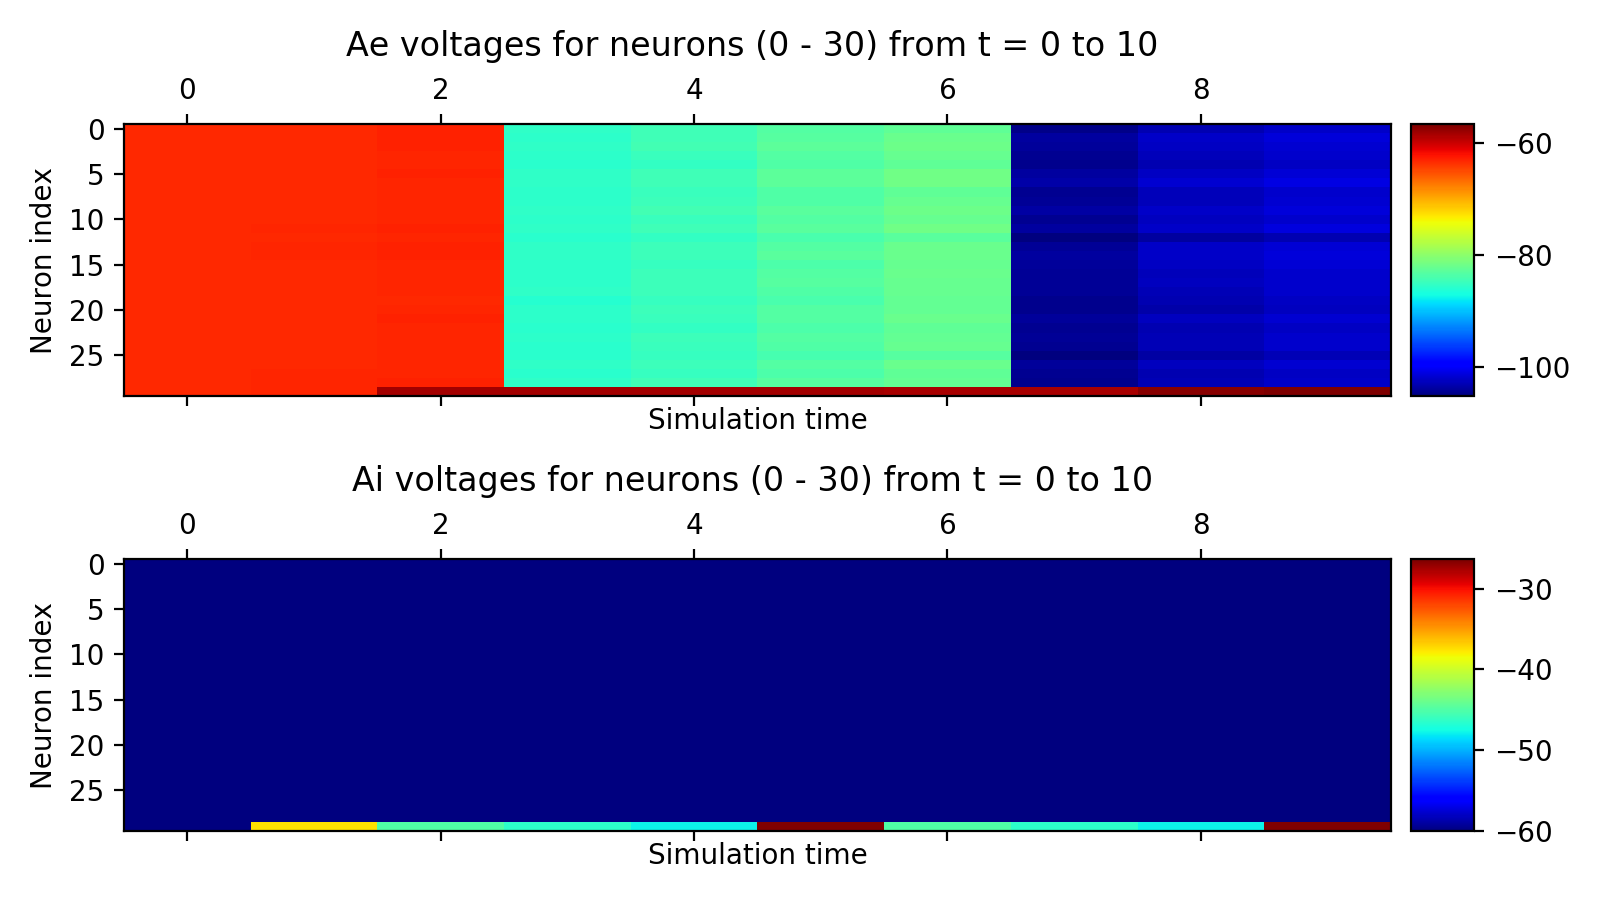 Ae voltages for neurons (0 - 30) from t = 0 to 10
0 2 4 6 8
Neuron index
0
5
10
15
20
25
−60
−80
−100
Simulation time
Ai voltages for neurons (0 - 30) from t = 0 to 10
0 2 4 6 8
Neuron index
0
5
10
15
20
25
−30
−40
−50
−60
Simulation time